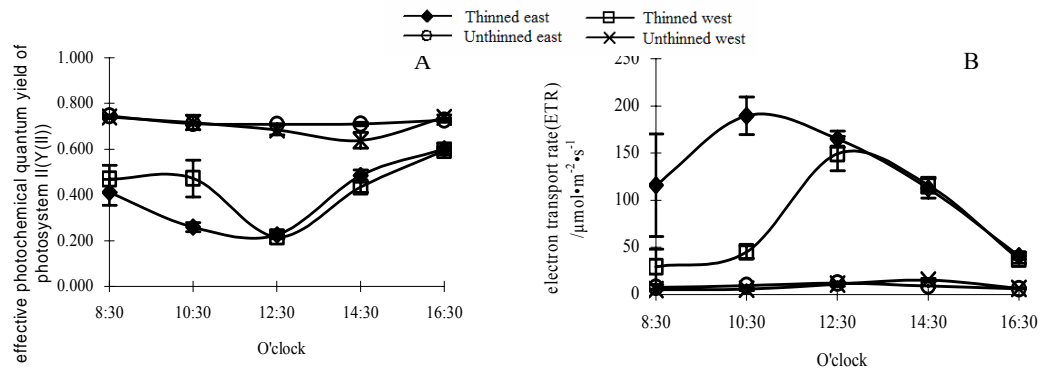 Thinned east
Thinned west
Unthinned east
Unthinned west
A
effective photochemical quantum yield of
photosystem II(Y(II))
1.000
0.800
0.600
0.400
0.200
0.000
8:30
10:30
12:30
14:30
16:30
O'clock
B
electron transport rate(ETR)
/μmol•m⁻²•s⁻¹
250
200
150
100
50
0
8:30
10:30
12:30
14:30
16:30
O'clock